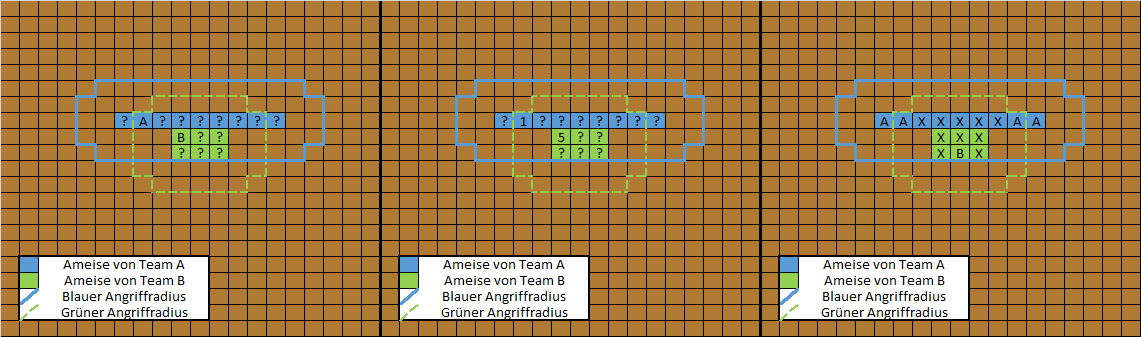 ? A ? ? ? ? ? ? ?
B ? ?
? ? ?
Ameise von Team A
Ameise von Team B
Blauer Angriffradius
Grüner Angriffradius
? 1 ? ? ? ? ? ? ?
5 ? ?
? ? ?
Ameise von Team A
Ameise von Team B
Blauer Angriffradius
Grüner Angriffradius
A A X X X X X A A
X X X
X B X
Ameise von Team A
Ameise von Team B
Blauer Angriffradius
Grüner Angriffradius